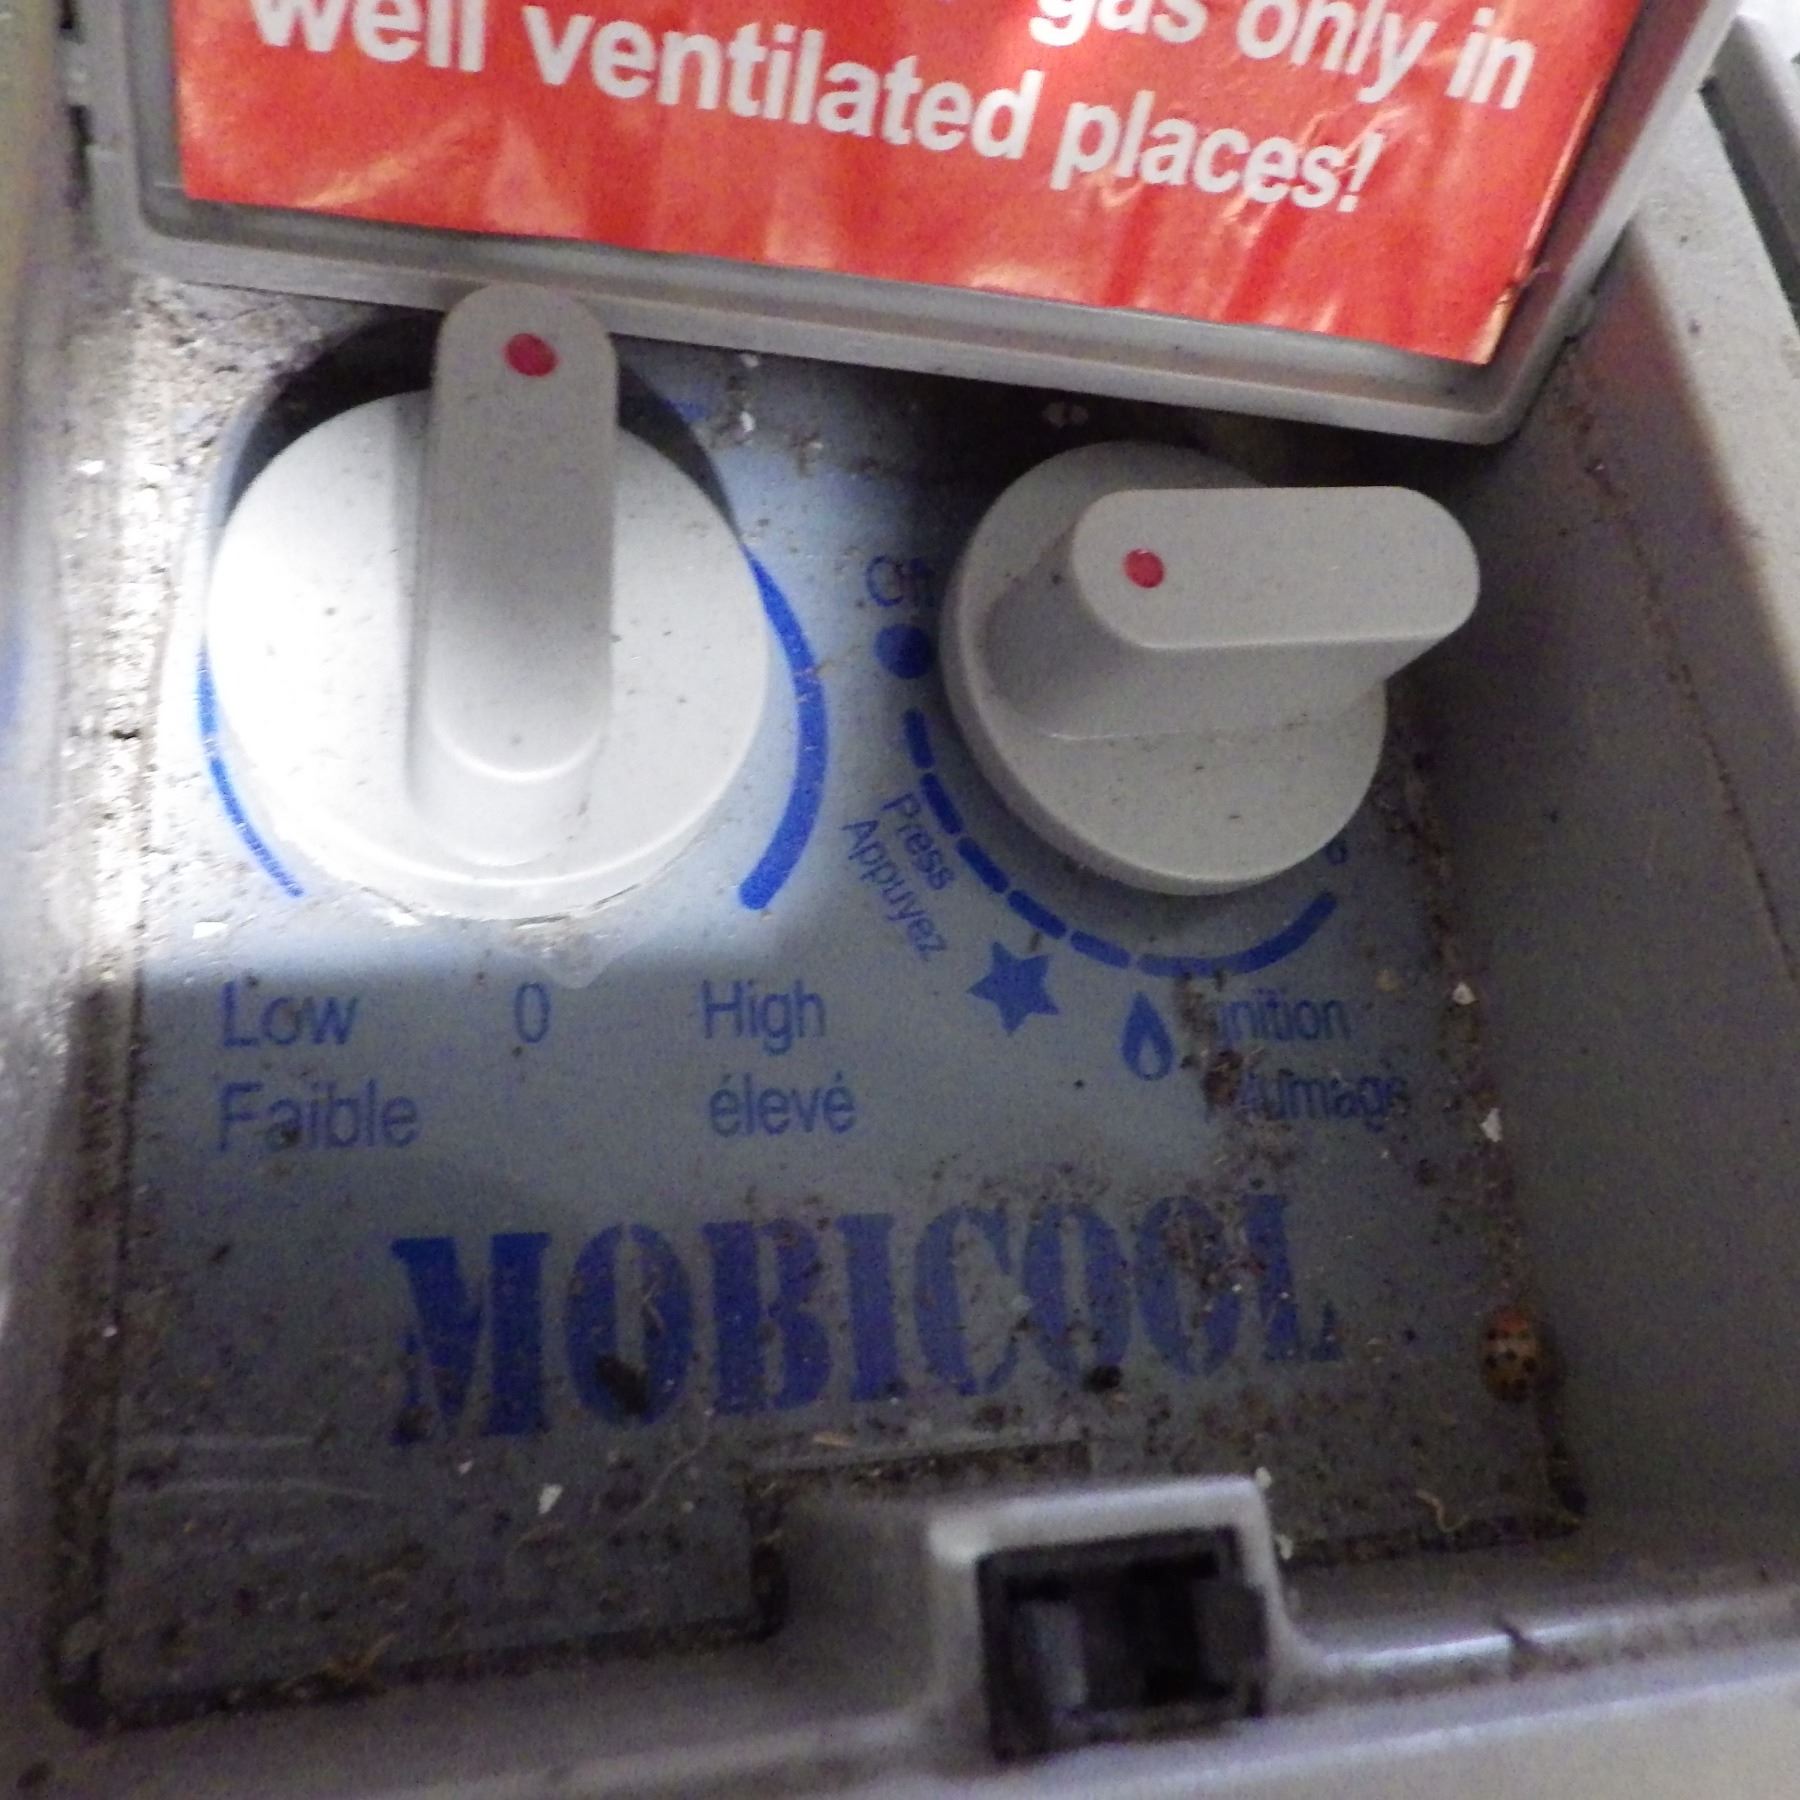 gas only in
well ventilated places!
Off
Press
Appuyez
Low 0 High
Faible élevé
MOBICOOL